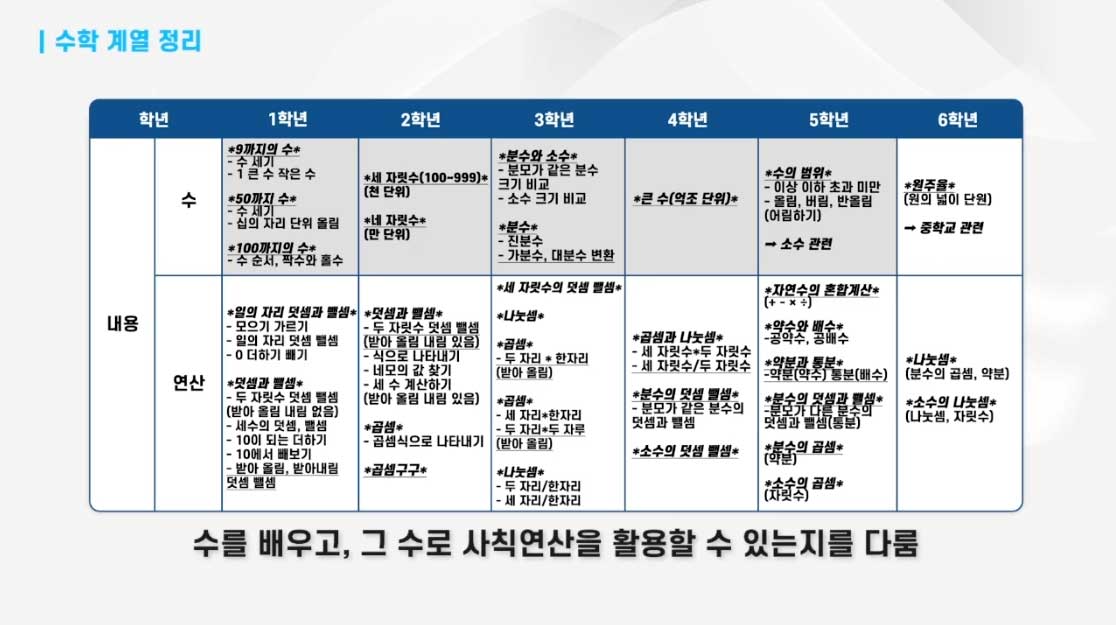 | 수학 계열 정리
학년
1학년
2학년
3학년
4학년
5학년
6학년
내용
수
*9까지의 수*
- 수 세기
- 1 큰 수 작은 수
*50까지 수*
- 수 세기
- 십의 자리 단위 올림
*100까지의 수*
- 수 순서, 짝수와 홀수
*세 자릿수(100~999)*
(천 단위)
*네 자릿수*
(만 단위)
*분수와 소수*
- 분모가 같은 분수
크기 비교
- 소수 크기 비교
*분수*
- 진분수
- 가분수, 대분수 변환
*큰 수(억조 단위)*
*수의 범위*
- 이상 이하 초과 미만
- 올림, 버림, 반올림
(어림하기)
→ 소수 관련
*원주율*
(원의 넓이 단원)
→ 중학교 관련
연산
*일의 자리 덧셈과 뺄셈*
- 모으기 가르기
- 일의 자리 덧셈 뺄셈
- 0 더하기 빼기
*덧셈과 뺄셈*
- 두 자릿수 덧셈 뺄셈
(받아 올림 내림 없음)
- 세수의 덧셈, 뺄셈
- 10이 되는 더하기
- 10에서 빼보기
- 받아 올림, 받아내림
덧셈 뺄셈
*덧셈과 뺄셈*
- 두 자릿수 덧셈 뺄셈
(받아 올림 내림 있음)
- 식으로 나타내기
- 네모의 값 찾기
- 세 수 계산하기
(받아 올림 내림 있음)
*곱셈*
- 곱셈식으로 나타내기
*곱셈구구*
*세 자릿수의 덧셈 뺄셈*
*나눗셈*
*곱셈*
- 두 자리 * 한자리
(받아 올림)
*곱셈*
- 세 자리*한자리
- 두 자리*두 자루
(받아 올림)
*나눗셈*
- 두 자리/한자리
- 세 자리/한자리
*곱셈과 나눗셈*
- 세 자릿수*두 자릿수
- 세 자릿수/두 자릿수
*분수의 덧셈 뺄셈*
- 분모가 같은 분수의
덧셈과 뺄셈
*소수의 덧셈 뺄셈*
*자연수의 혼합계산*
(+ - × ÷)
*약수와 배수*
-공약수, 공배수
*약분과 통분*
-약분(약수) 통분(배수)
*분수의 덧셈과 뺄셈*
-분모가 다른 분수의
덧셈과 뺄셈(통분)
*분수의 곱셈*
(약분)
*소수의 곱셈*
(자릿수)
*나눗셈*
(분수의 곱셈, 약분)
*소수의 나눗셈*
(나눗셈, 자릿수)
수를 배우고, 그 수로 사칙연산을 활용할 수 있는지를 다룸